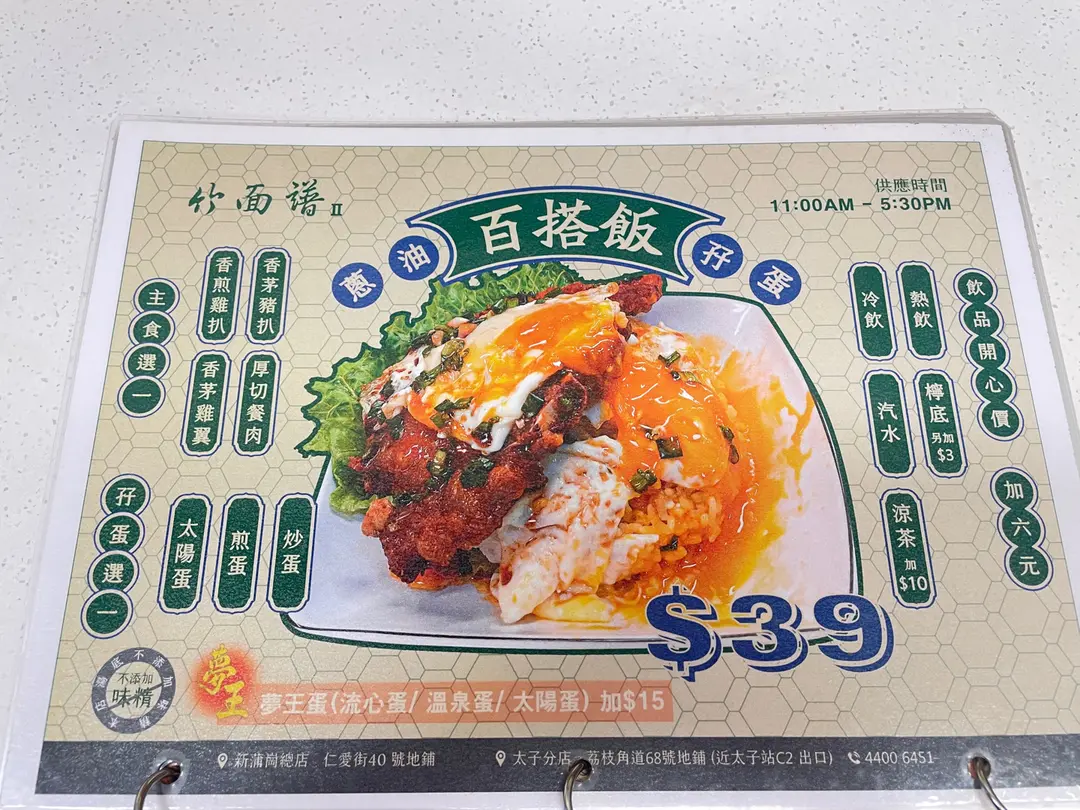 竹面譜II
供應時間
11:00AM - 5:30PM
百搭飯
蔥油孖蛋
主食選一
香煎雞扒
香茅豬扒
香茅雞翼
厚切餐肉
孖蛋選一
太陽蛋
煎蛋
炒蛋
飲品開心價
加六元
冷飲
熱飲
汽水
檸底 另加$3
涼茶 加$10
$39
不添加
味精
夢王
夢王蛋(流心蛋/ 溫泉蛋/ 太陽蛋) 加$15
新蒲崗總店 仁愛街40 號地鋪
太子分店 荔枝角道68號地鋪 (近太子站C2 出口)
4400 6451